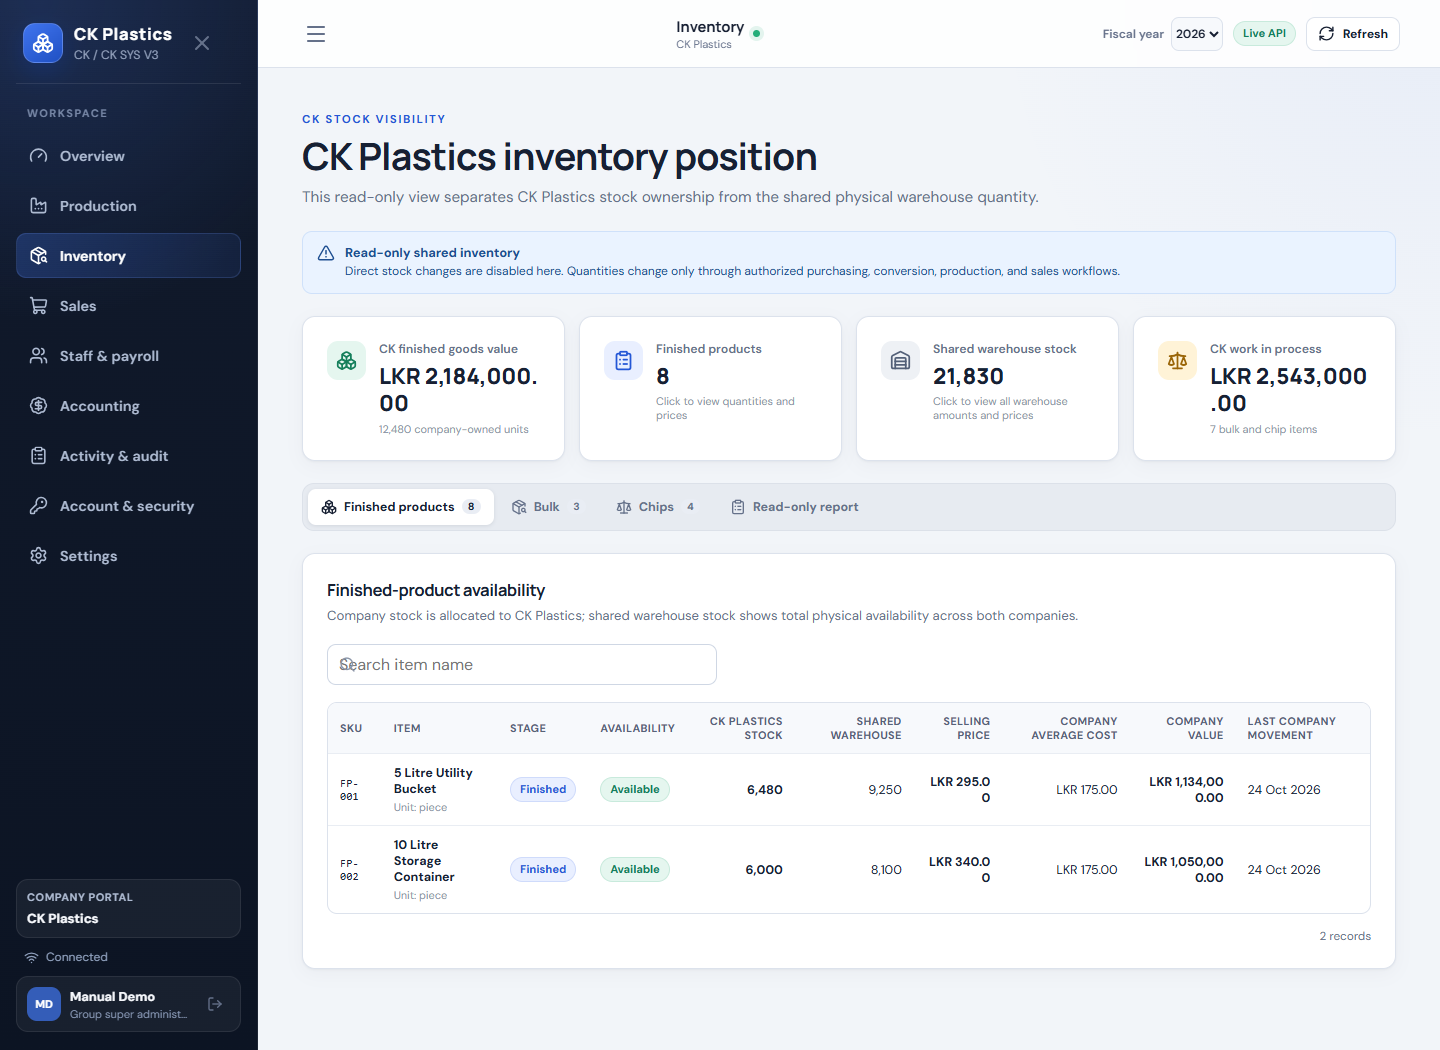 CK Plastics
CK / CK SYS V3
WORKSPACE
Overview
Production
Inventory
Sales
Staff & payroll
Accounting
Activity & audit
Account & security
Settings
COMPANY PORTAL
CK Plastics
Connected
MD
Manual Demo
Group super administ...
Inventory
CK Plastics
Fiscal year
2026
Live API
Refresh
CK STOCK VISIBILITY
CK Plastics inventory position
This read-only view separates CK Plastics stock ownership from the shared physical warehouse quantity.
Read-only shared inventory
Direct stock changes are disabled here. Quantities change only through authorized purchasing, conversion, production, and sales workflows.
CK finished goods value
LKR 2,184,000.
00
12,480 company-owned units
Finished products
8
Click to view quantities and
prices
Shared warehouse stock
21,830
Click to view all warehouse
amounts and prices
CK work in process
LKR 2,543,000
.00
7 bulk and chip items
Finished products 8
Bulk 3
Chips 4
Read-only report
Finished-product availability
Company stock is allocated to CK Plastics; shared warehouse stock shows total physical availability across both companies.
Search item name
SKU
ITEM
STAGE
AVAILABILITY
CK PLASTICS
STOCK
SHARED
WAREHOUSE
SELLING
PRICE
COMPANY
AVERAGE COST
COMPANY
VALUE
LAST COMPANY
MOVEMENT
FP-
001
5 Litre Utility
Bucket
Unit: piece
Finished
Available
6,480
9,250
LKR 295.0
0
LKR 175.00
LKR 1,134,00
0.00
24 Oct 2026
FP-
002
10 Litre
Storage
Container
Unit: piece
Finished
Available
6,000
8,100
LKR 340.0
0
LKR 175.00
LKR 1,050,00
0.00
24 Oct 2026
2 records